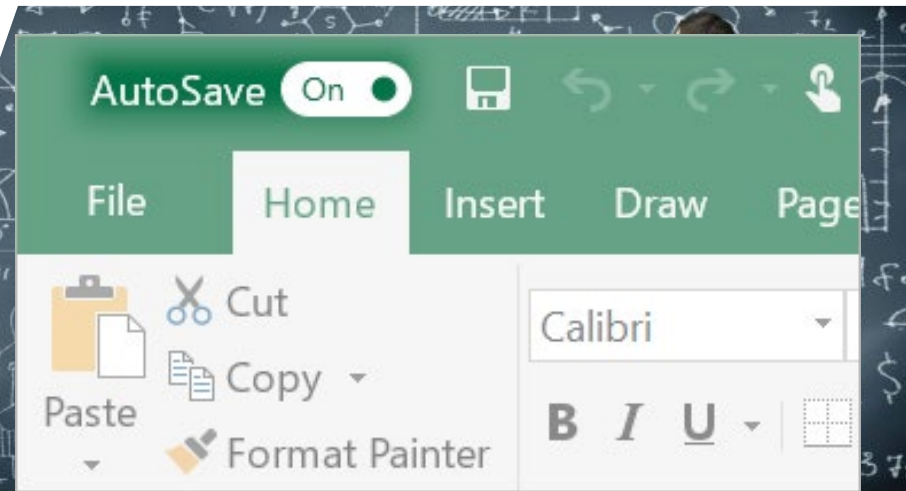 AutoSave On
File Home Insert Draw Page
Cut
Calibri
Copy
Paste
B I U
Format Painter